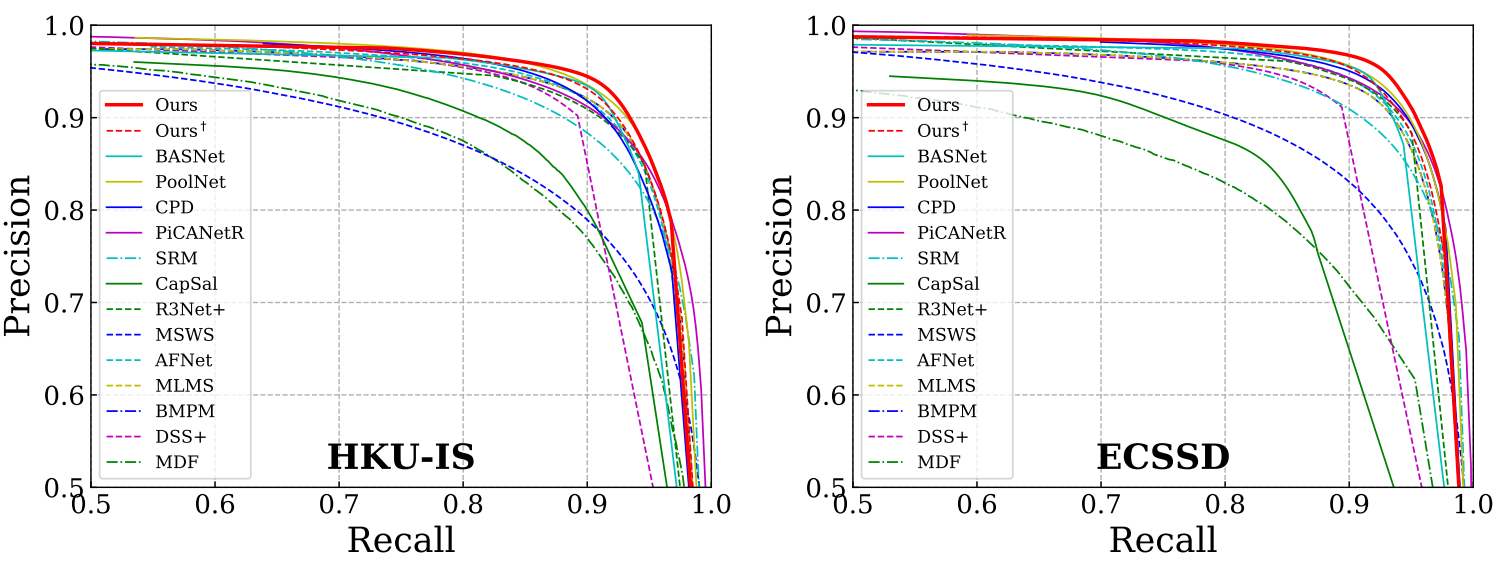 1.0
0.9
0.8
0.7
0.6
0.5
Precision
Ours
Ours†
BASNet
PoolNet
CPD
PiCANetR
SRM
CapSal
R3Net+
MSWS
AFNet
MLMS
BMPM
DSS+
MDF
HKU-IS
0.5 0.6 0.7 0.8 0.9 1.0
Recall
1.0
0.9
0.8
0.7
0.6
0.5
Precision
Ours
Ours†
BASNet
PoolNet
CPD
PiCANetR
SRM
CapSal
R3Net+
MSWS
AFNet
MLMS
BMPM
DSS+
MDF
ECSSD
0.5 0.6 0.7 0.8 0.9 1.0
Recall